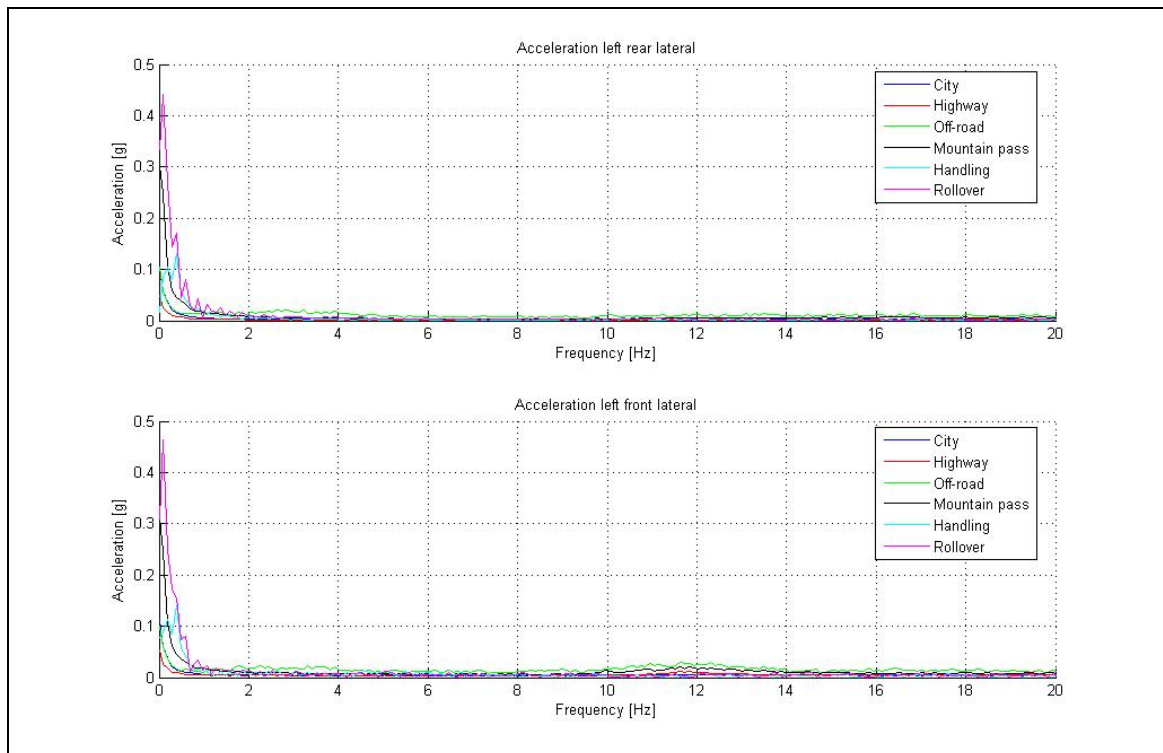 Acceleration left rear lateral
0.5
0.4
0.3
0.2
0.1
0
Acceleration [g]
City
Highway
Off-road
Mountain pass
Handling
Rollover
0 2 4 6 8 10 12 14 16 18 20
Frequency [Hz]
Acceleration left front lateral
0.5
0.4
0.3
0.2
0.1
0
Acceleration [g]
City
Highway
Off-road
Mountain pass
Handling
Rollover
0 2 4 6 8 10 12 14 16 18 20
Frequency [Hz]